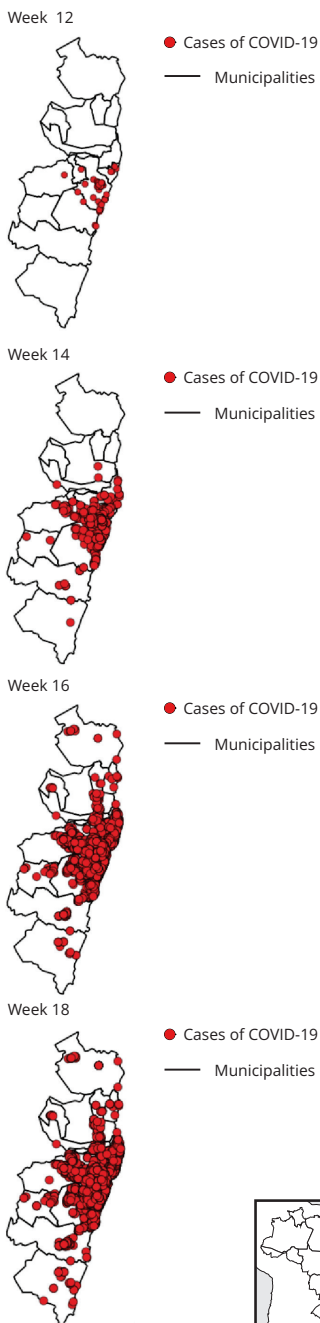 Week 12
Cases of COVID-19
Municipalities
Week 14
Cases of COVID-19
Municipalities
Week 16
Cases of COVID-19
Municipalities
Week 18
Cases of COVID-19
Municipalities